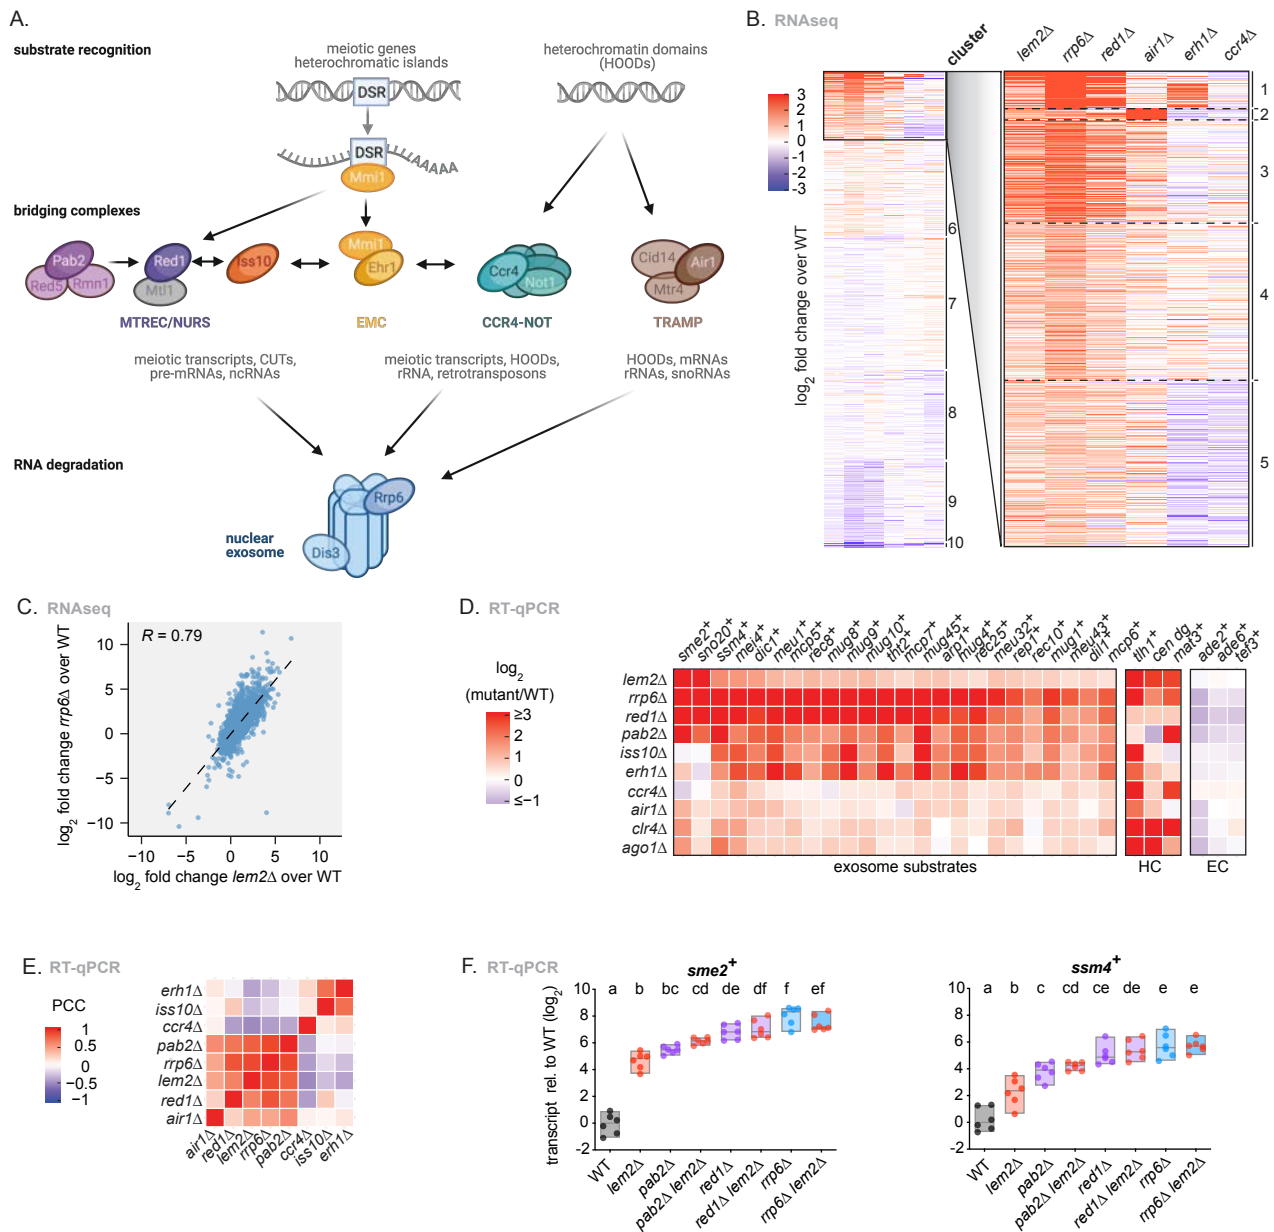 A.
substrate recognition
meiotic genes
heterochromatic islands
heterochromatin domains
(HOODs)
DSR
DSR
AAAAA
Mmi1
bridging complexes
Pab2
Red5
Rmn1
Red1
Mtl1
Iss10
Mmi1
Ehr1
Ccr4
Not1
Cid14
Air1
Mtr4
MTREC/NURS
EMC
CCR4-NOT
TRAMP
meiotic transcripts, CUTs,
pre-mRNAs, ncRNAs
meiotic transcripts, HOODs,
rRNA, retrotransposons
HOODs, mRNAs
rRNAs, snoRNAs
RNA degradation
Rrp6
nuclear
exosome
Dis3
B. RNAseq
cluster
lem2Δ
rrp6Δ
red1Δ
air1Δ
erh1Δ
ccr4Δ
3
2
1
0
-1
-2
-3
log2 fold change over WT
6
7
8
9
10
1
2
3
4
5
C. RNAseq
R = 0.79
log2 fold change rrp6Δ over WT
10
5
0
−5
−10
−10 −5 0 5 10
log2 fold change lem2Δ over WT
D. RT-qPCR
log2
(mutant/WT)
≥3
2
1
0
≤−1
sme2+
sno20+
ssm4+
mei4+
dic1+
meu1+
mcp5+
rec8+
mug8+
mug9+
mug10+
tht2+
mcp7+
mug45+
arp1+
mug4+
rec25+
meu32+
rep1+
rec10+
mug1+
meu43+
dil1+
mcp6+
tlh1+
cen dg
mat3+
ade2+
ade6+
tef3+
lem2Δ
rrp6Δ
red1Δ
pab2Δ
iss10Δ
erh1Δ
ccr4Δ
air1Δ
clr4Δ
ago1Δ
exosome substrates
HC
EC
E. RT-qPCR
PCC
1
0.5
0
−0.5
−1
erh1Δ
iss10Δ
ccr4Δ
pab2Δ
rrp6Δ
lem2Δ
red1Δ
air1Δ
air1Δ
red1Δ
lem2Δ
rrp6Δ
pab2Δ
ccr4Δ
iss10Δ
erh1Δ
F. RT-qPCR
sme2+
a b bc cd de df f ef
transcript rel. to WT (log2)
10
8
6
4
2
0
−2
WT
lem2Δ
pab2Δ
pab2Δ lem2Δ
red1Δ
red1Δ lem2Δ
rrp6Δ
rrp6Δ lem2Δ
ssm4+
a b c cd ce de e e
10
8
6
4
2
0
−2
WT
lem2Δ
pab2Δ
pab2Δ lem2Δ
red1Δ
red1Δ lem2Δ
rrp6Δ
rrp6Δ lem2Δ